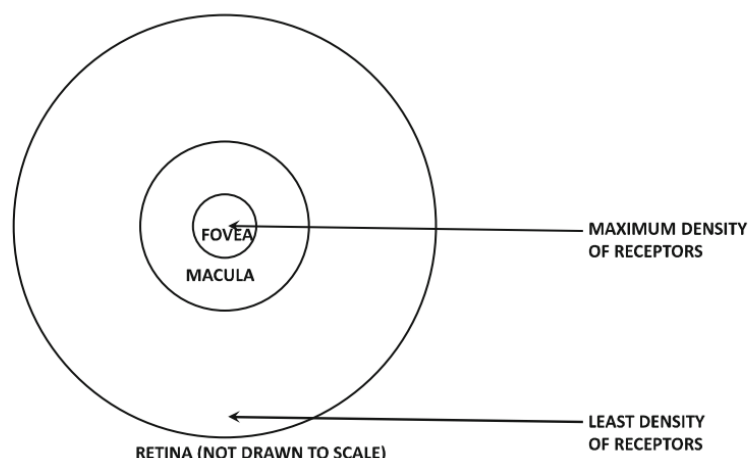 FOVEA
MACULA
MAXIMUM DENSITY
OF RECEPTORS
LEAST DENSITY
OF RECEPTORS
RETINA (NOT DRAWN TO SCALE)